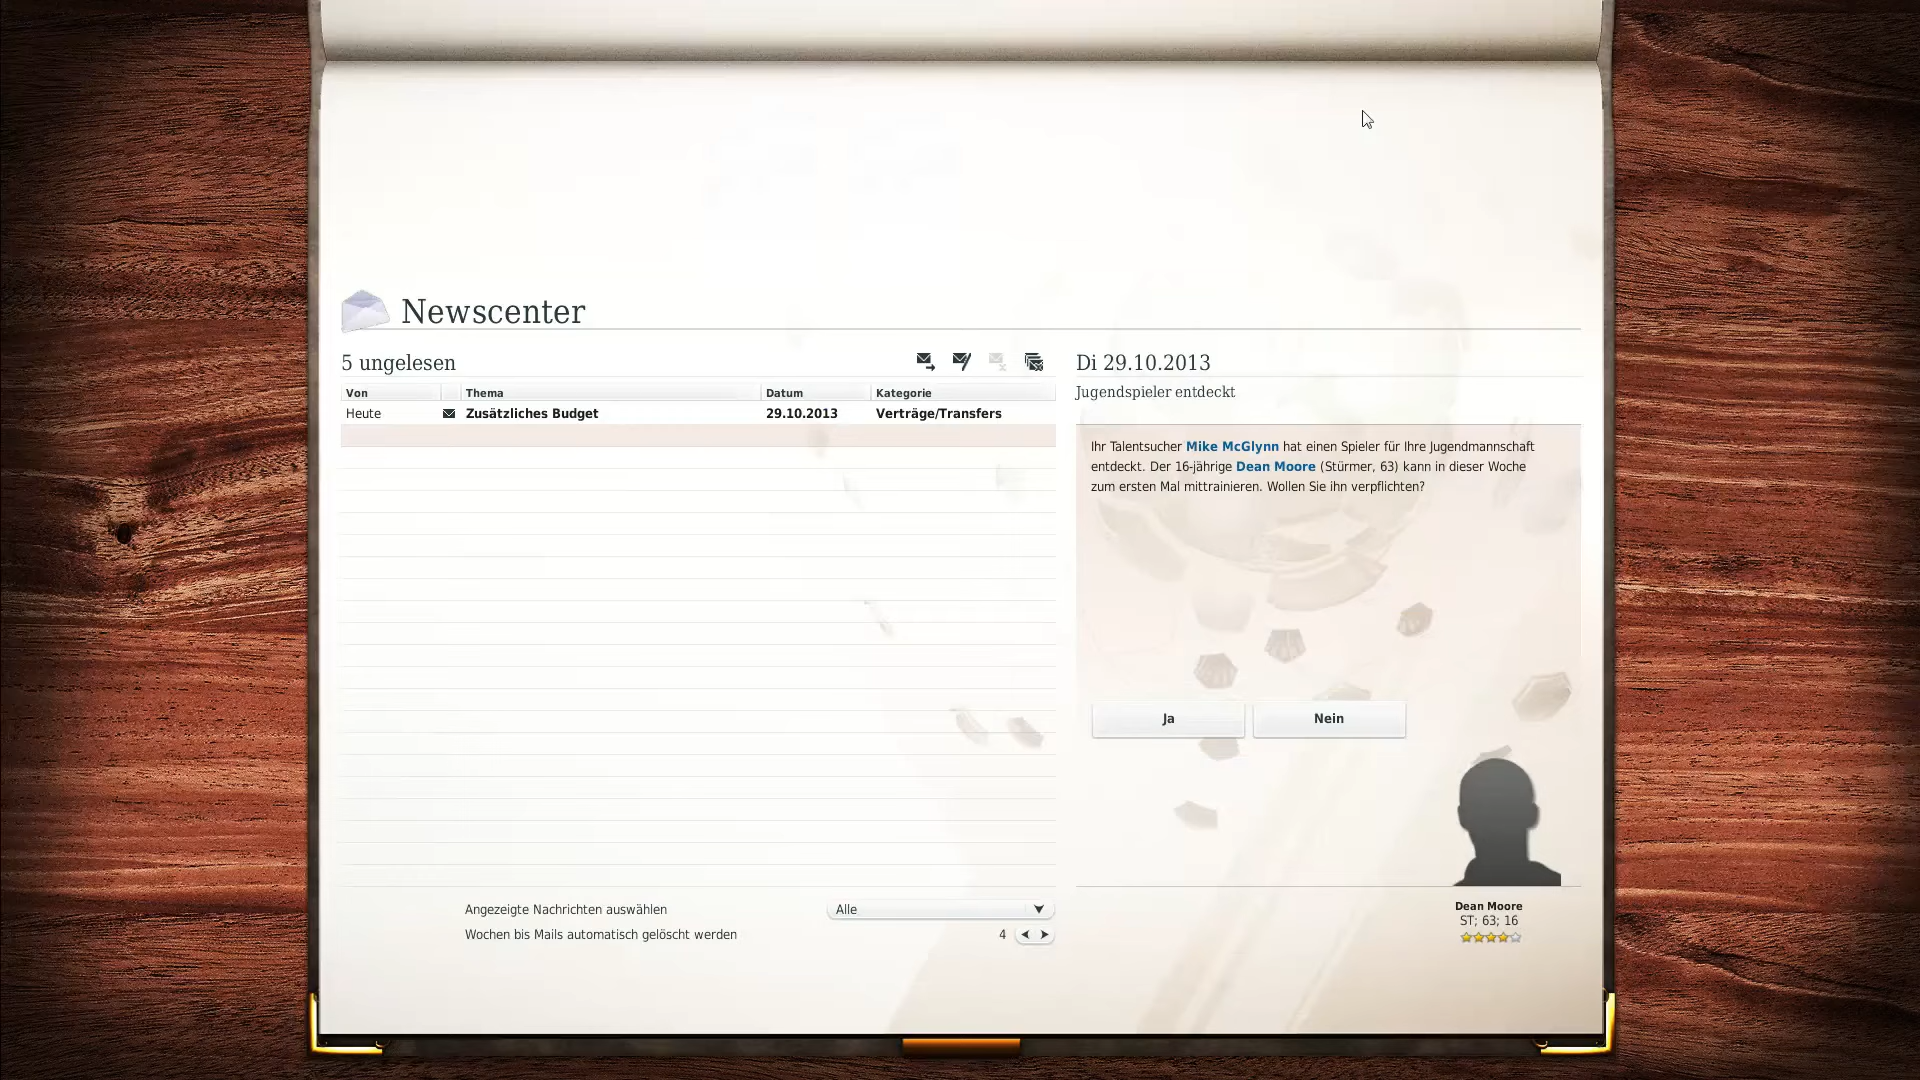 Newscenter
5 ungelesen
Von Thema Datum Kategorie
Heute Zusätzliches Budget 29.10.2013 Verträge/Transfers
Angezeigte Nachrichten auswählen Alle
Wochen bis Mails automatisch gelöscht werden 4
Di 29.10.2013
Jugendspieler entdeckt
Ihr Talentsucher Mike McGlynn hat einen Spieler für Ihre Jugendmannschaft
entdeckt. Der 16-jährige Dean Moore (Stürmer, 63) kann in dieser Woche
zum ersten Mal mittrainieren. Wollen Sie ihn verpflichten?
Ja Nein
Dean Moore
ST; 63; 16